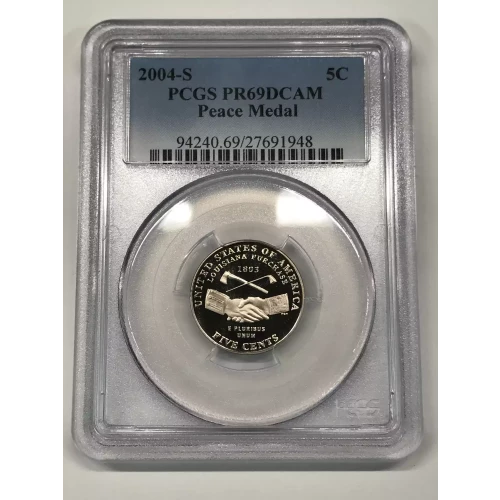 2004-S 5C
PCGS PR69DCAM
Peace Medal
94240.69/27691948
UNITED STATES OF AMERICA
LOUISIANA PURCHASE
1803
E PLURIBUS
UNUM
FIVE CENTS
PCGS